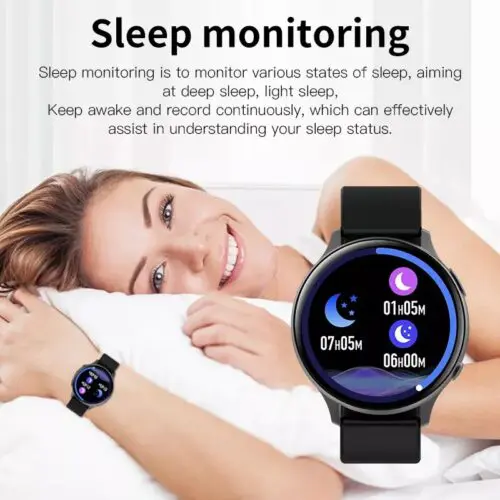 Sleep monitoring
Sleep monitoring is to monitor various states of sleep, aiming
at deep sleep, light sleep,
Keep awake and record continuously, which can effectively
assist in understanding your sleep status.
01H05M
07H05M
06H00M